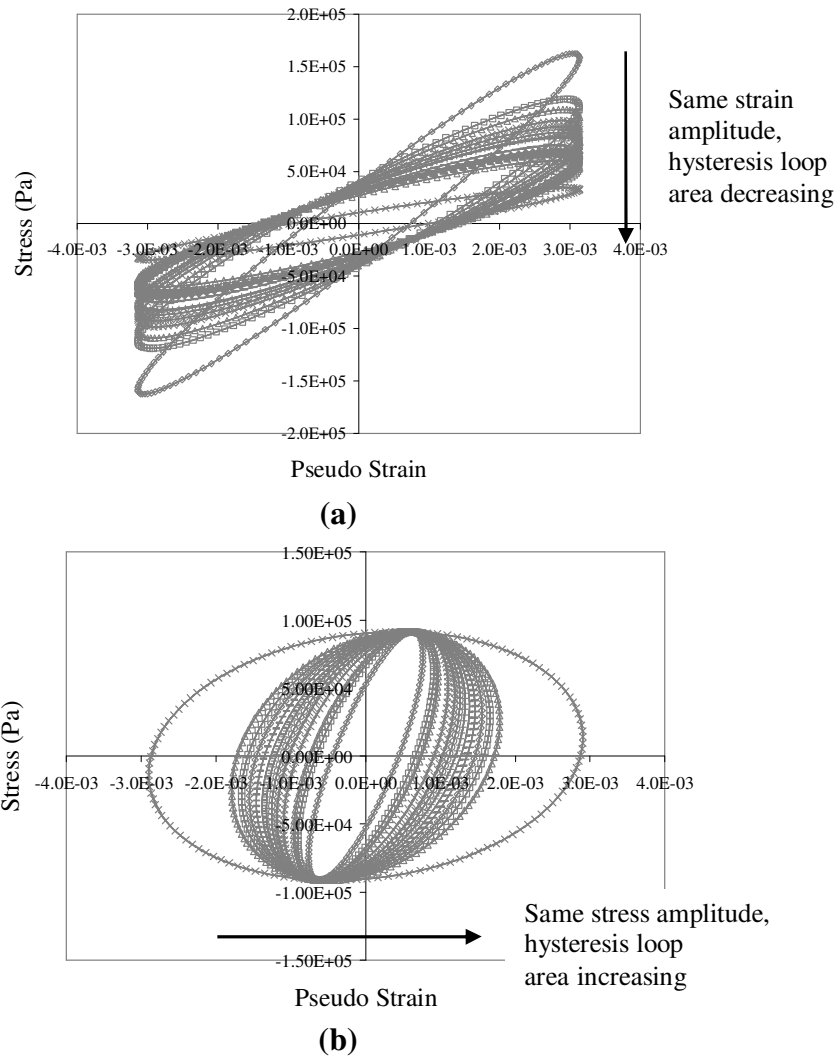 2.0E+05
1.5E+05
1.0E+05
5.0E+04
0.0E+00
-5.0E+04
-1.0E+05
-1.5E+05
-2.0E+05
-4.0E-03 -3.0E-03 -2.0E-03 -1.0E-03 0.0E+00 1.0E-03 2.0E-03 3.0E-03 4.0E-03
Stress (Pa)
Pseudo Strain
Same strain
amplitude,
hysteresis loop
area decreasing
(a)
1.50E+05
1.00E+05
5.00E+04
0.00E+00
-5.00E+04
-1.00E+05
-1.50E+05
-4.0E-03 -3.0E-03 -2.0E-03 -1.0E-03 0.0E+00 1.0E-03 2.0E-03 3.0E-03 4.0E-03
Stress (Pa)
Pseudo Strain
Same stress amplitude,
hysteresis loop
area increasing
(b)